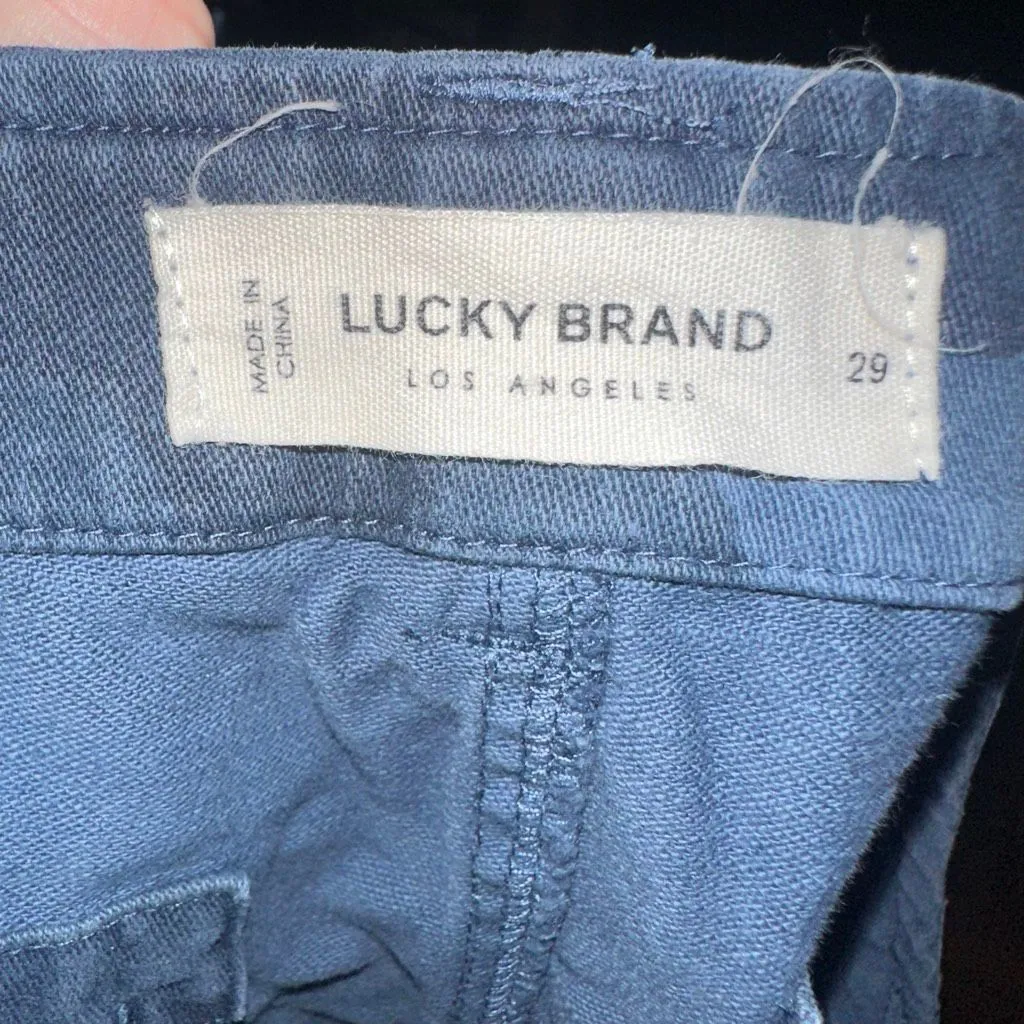 MADE IN
CHINA
LUCKY BRAND
LOS ANGELES
29